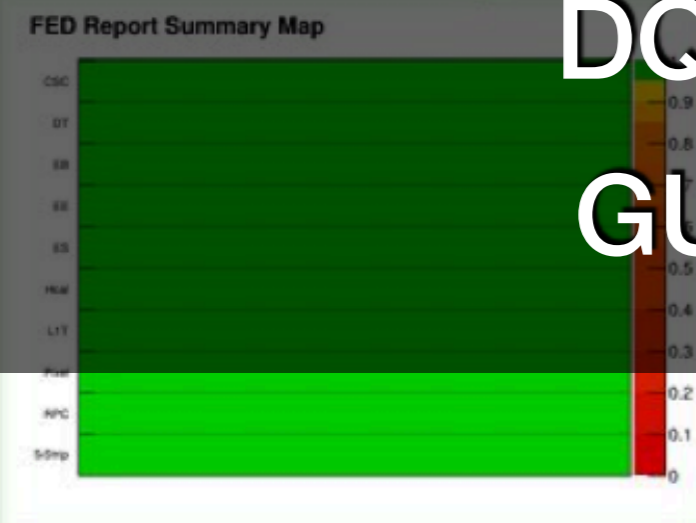 FED Report Summary Map
DQ
GU
CSC
DT
EB
EE
ES
Hcal
L1T
Pixel
RPC
SiStrip
0.9
0.8
0.5
0.4
0.3
0.2
0.1
0